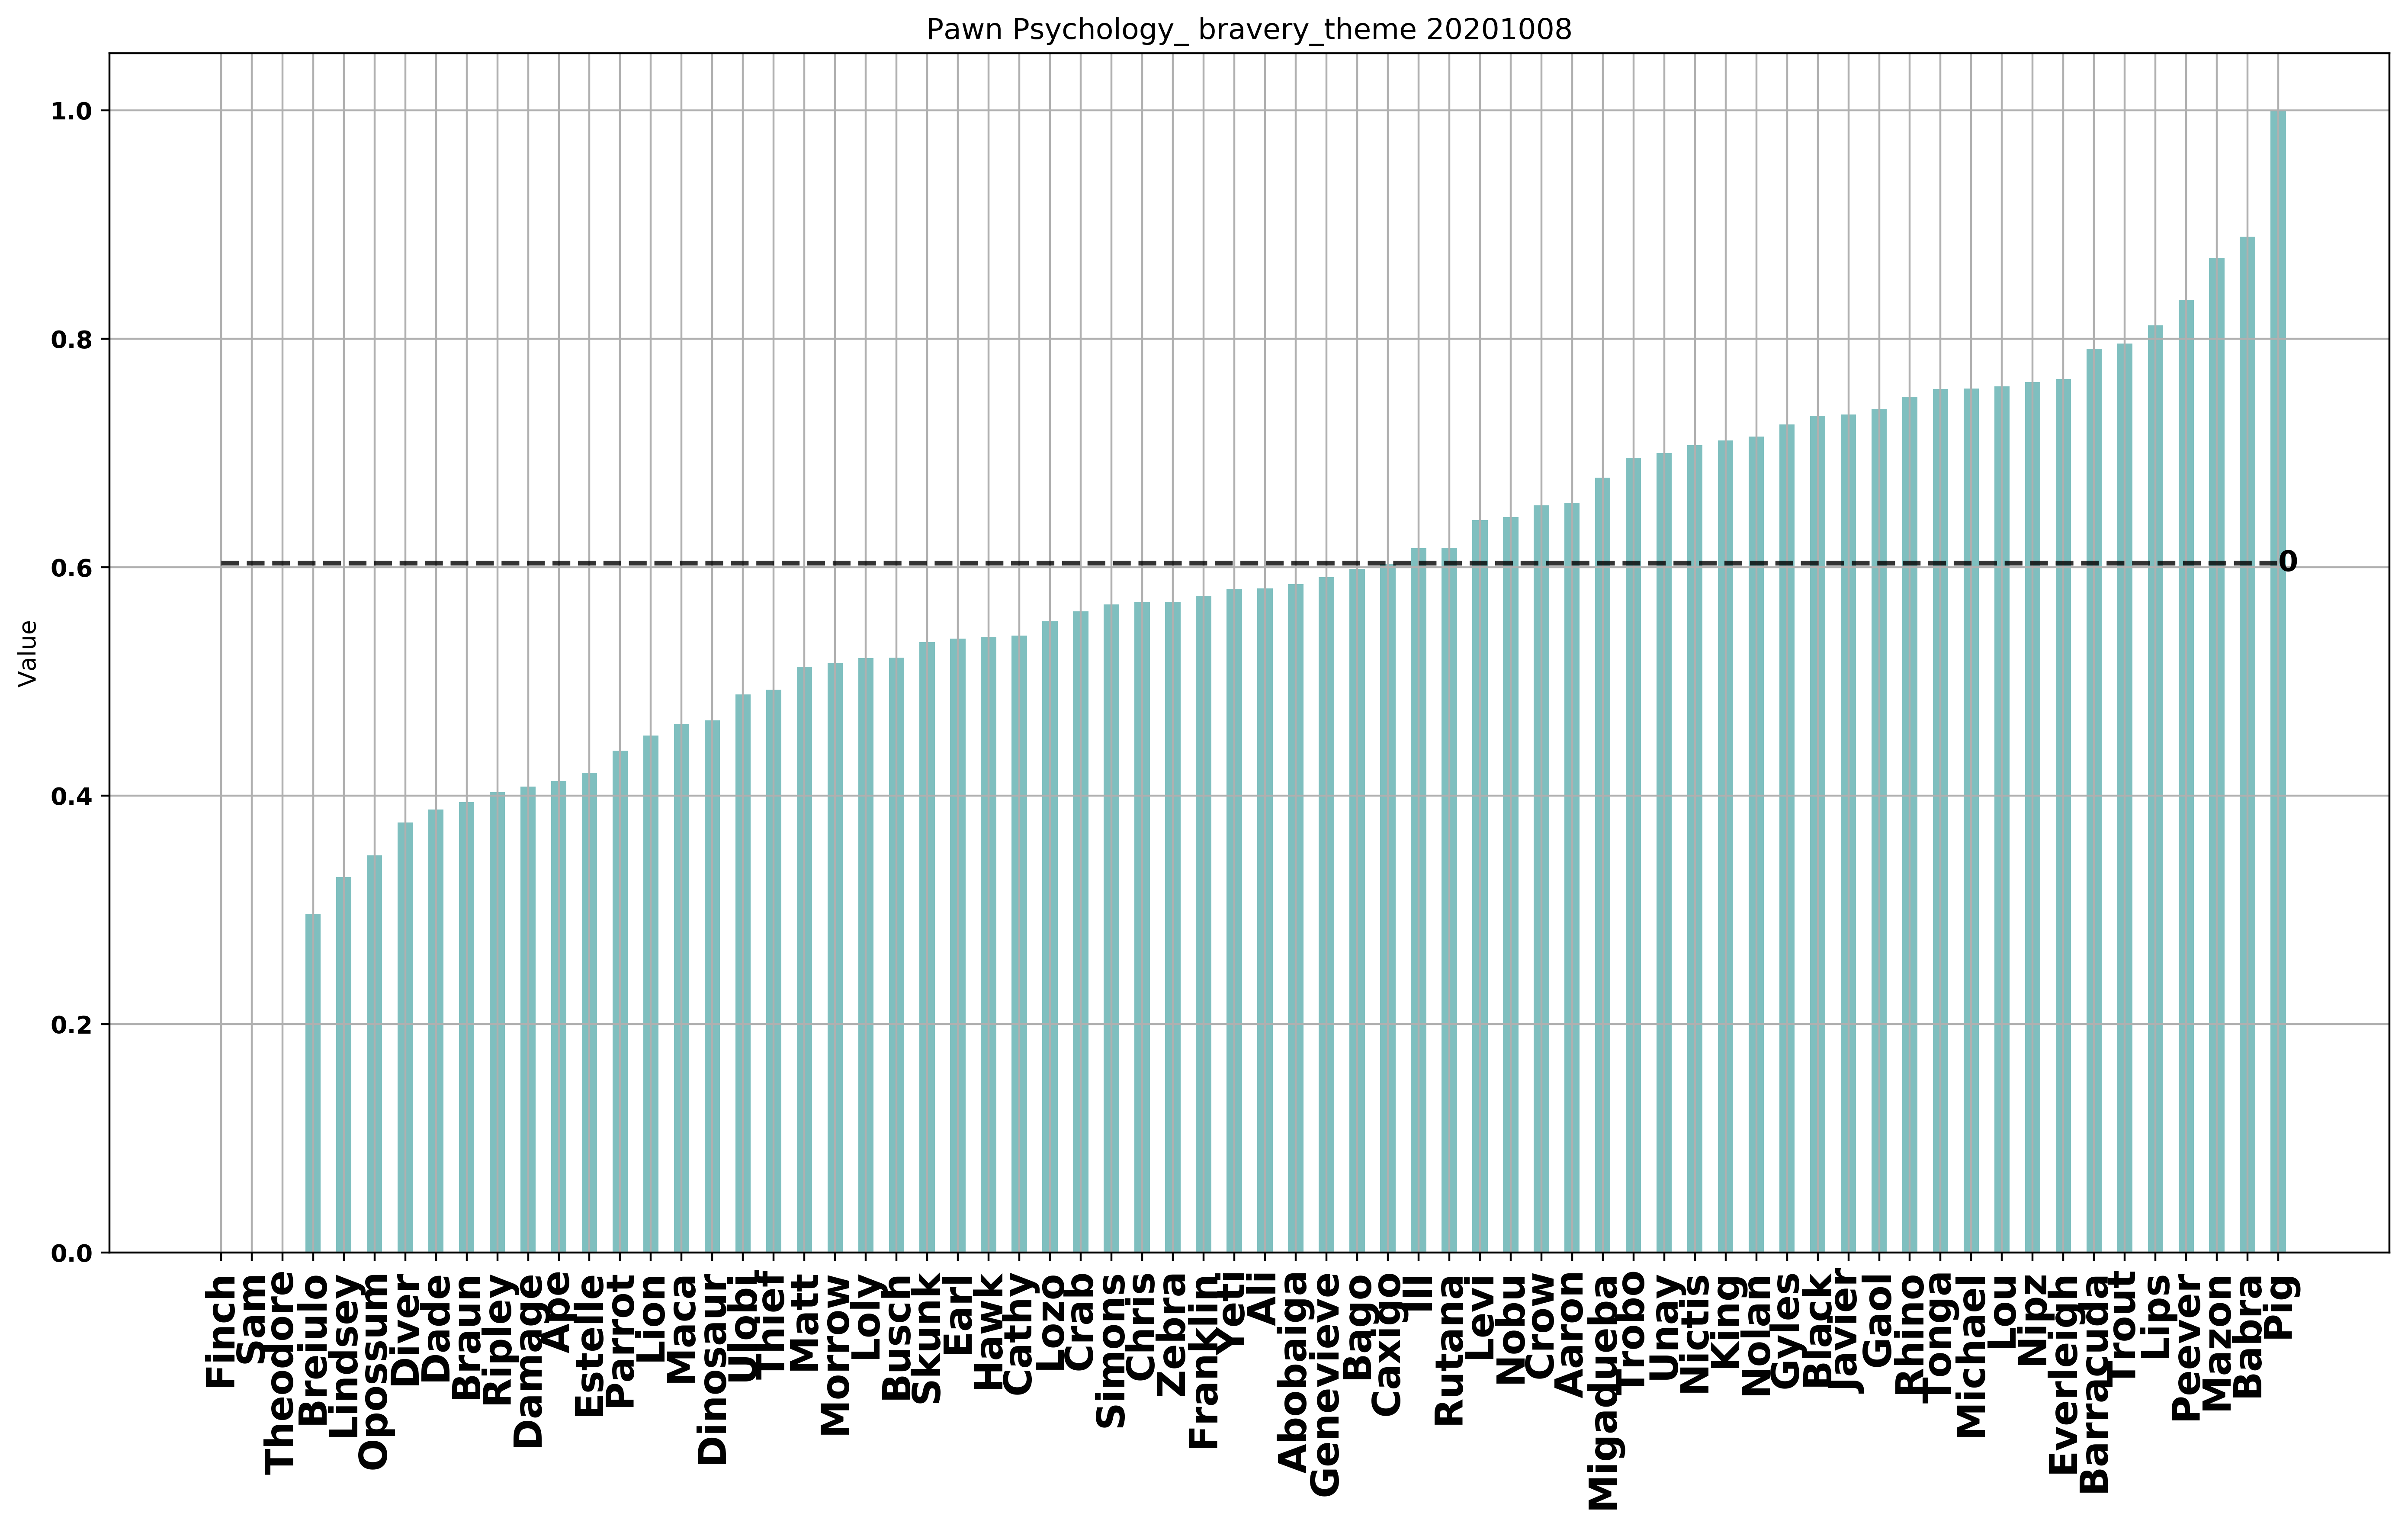 Pawn Psychology_ bravery_theme 20201008
Value
1.0
0.8
0.6
0.4
0.2
0.0
0
Finch
Sam
Theodore
Breiulo
Lindsey
Opossum
Diver
Dade
Braun
Ripley
Damage
Ape
Estelle
Parrot
Lion
Maca
Dinosaur
Ulobi
Thief
Matt
Morrow
Loly
Busch
Skunk
Earl
Hawk
Cathy
Lozo
Crab
Simons
Chris
Zebra
Franklin
Yeti
Ali
Abobaiga
Genevieve
Bago
Caxigo
Ill
Rutana
Levi
Nobu
Crow
Aaron
Migadueba
Trobo
Unay
Nictis
King
Nolan
Gyles
Black
Javier
Gaol
Rhino
Tonga
Michael
Lou
Nipz
Everleigh
Barracuda
Trout
Lips
Peever
Mazon
Babra
Pig